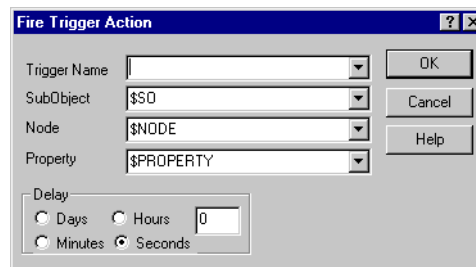 Fire Trigger Action
Trigger Name
OK
SubObject
$SO
Cancel
Node
$NODE
Help
Property
$PROPERTY
Delay
Days
Hours
0
Minutes
Seconds